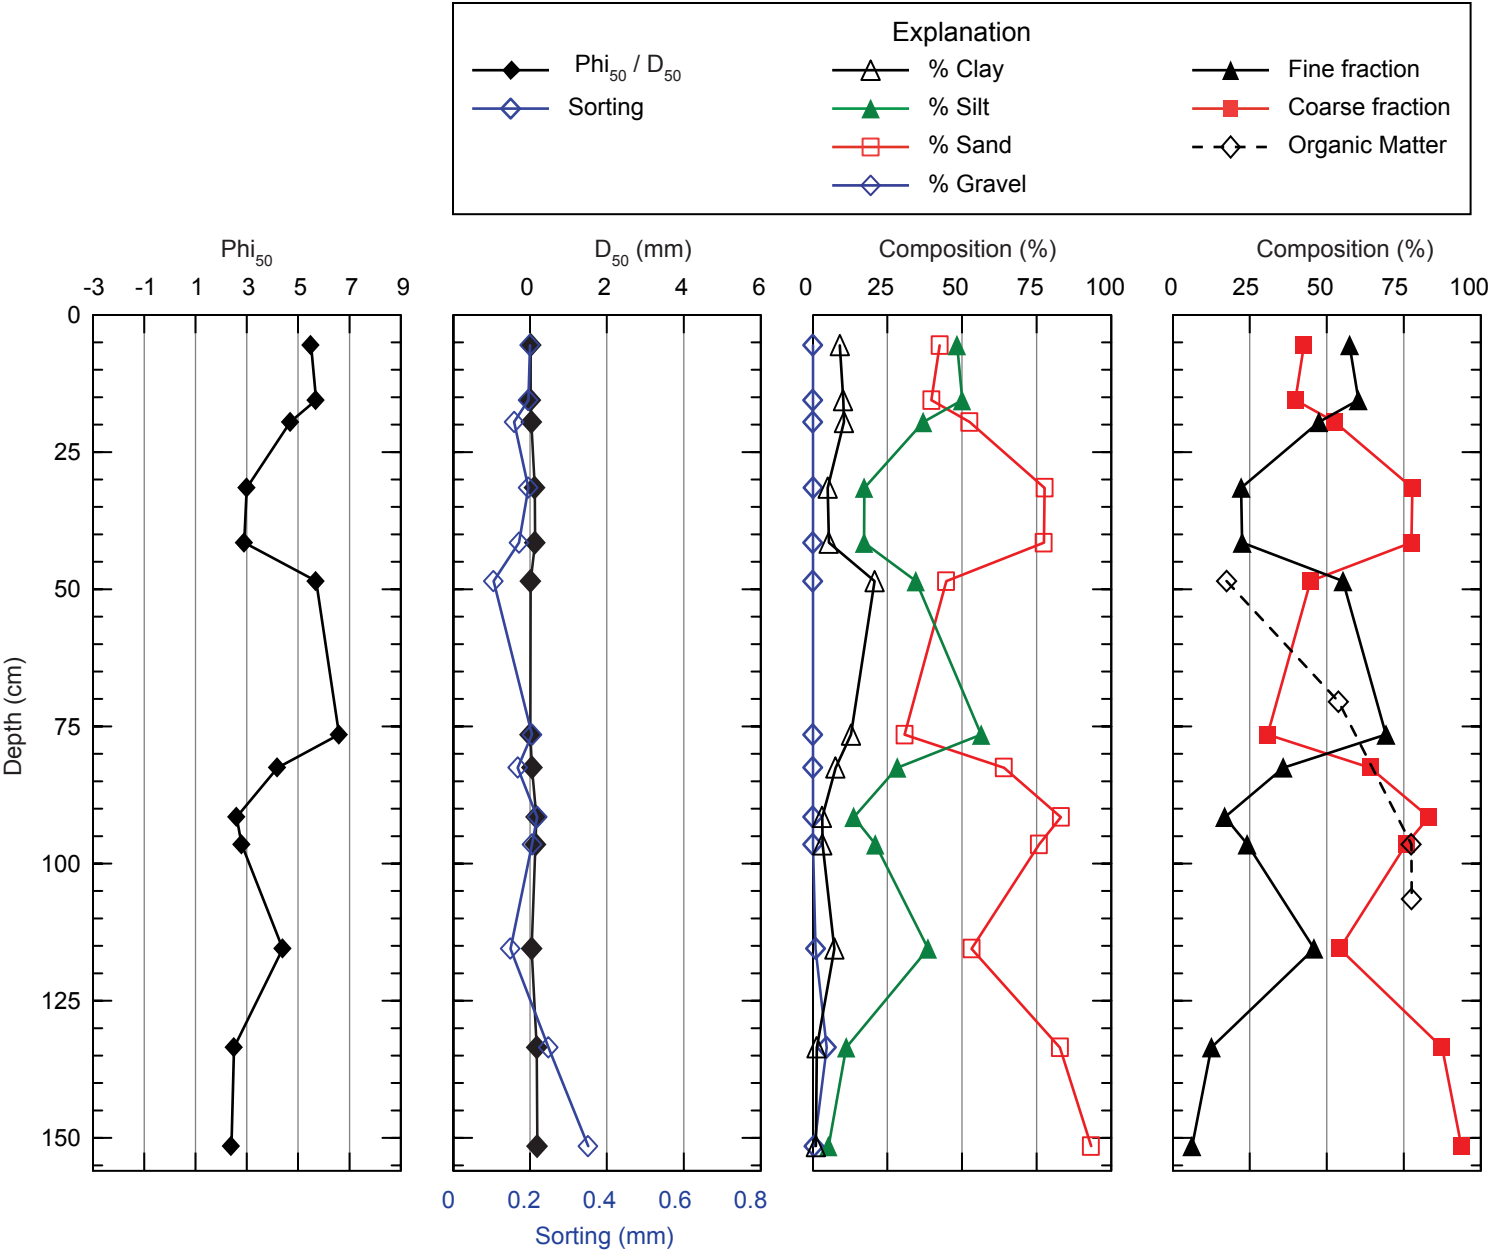 Explanation
Phi50 / D50
Sorting
% Clay
% Silt
% Sand
% Gravel
Fine fraction
Coarse fraction
Organic Matter
Phi50
D50 (mm)
Composition (%)
Composition (%)
-3 -1 1 3 5 7 9
0 2 4 6
0 25 50 75 100
0 25 50 75 100
0
25
50
75
100
125
150
Depth (cm)
0 0.2 0.4 0.6 0.8
Sorting (mm)